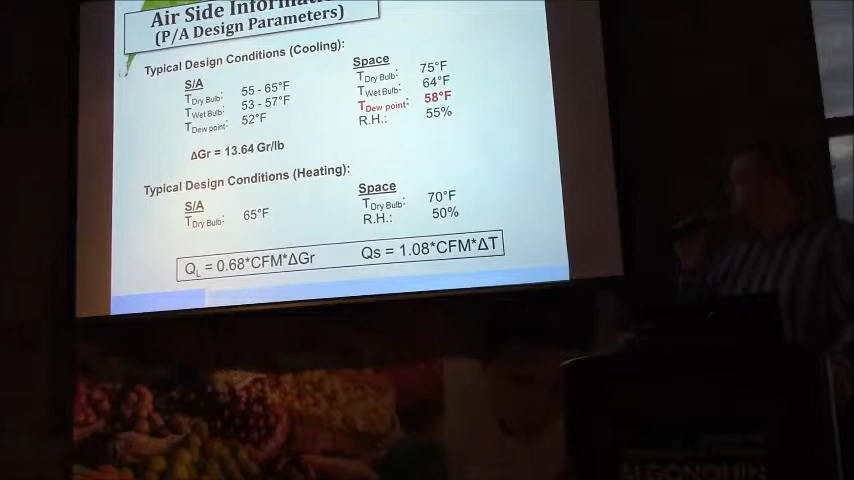 Air Side
(P/A Design Parameters)
Typical Design Conditions (Cooling):
S/A
TDry Bulb: 55 - 65°F
TWet Bulb: 53 - 57°F
TDew point: 52°F
ΔGr = 13.64 Gr/lb
Space
TDry Bulb: 75°F
TWet Bulb: 64°F
TDew point: 58°F
R.H.: 55%
Typical Design Conditions (Heating):
S/A
TDry Bulb: 65°F
Space
TDry Bulb: 70°F
R.H.: 50%
QL = 0.68*CFM*ΔGr
Qs = 1.08*CFM*ΔT
ALGONQUIN